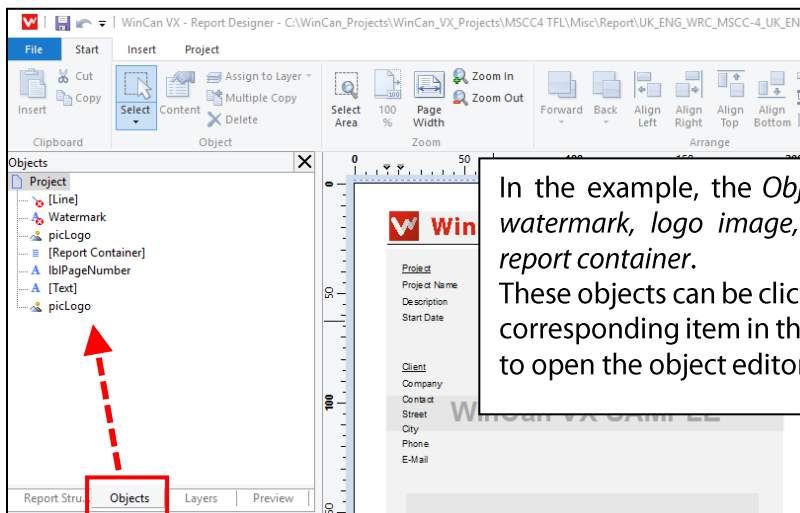 WinCan VX - Report Designer - C:\WinCan_Projects\WinCan_VX_Projects\MSCC4 TFL\Misc\Report\UK_ENG_WRC_MSCC-4_UK_EN
File Start Insert Project
Insert
Cut
Copy
Clipboard
Select
Content
Assign to Layer
Multiple Copy
Delete
Object
Select Area
100 %
Page Width
Zoom In
Zoom Out
Zoom
Forward
Back
Align Left
Align Right
Align Top
Align Bottom
Arrange
Objects
Project
[Line]
Watermark
picLogo
[Report Container]
lblPageNumber
[Text]
picLogo
Report Stru... Objects Layers Preview
0 50
0
50
100
Win
Project
Project Name
Description
Start Date
Client
Company
Contact
Street
City
Phone
E-Mail
In the example, the Obj
watermark, logo image,
report container.
These objects can be clic
corresponding item in th
to open the object editor